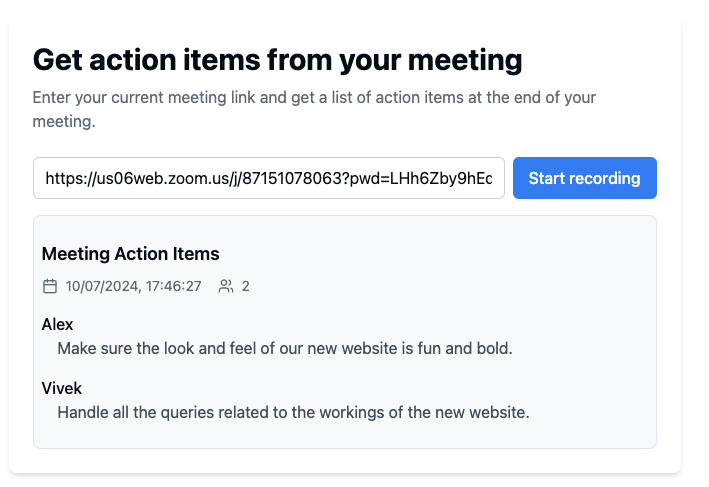 Get action items from your meeting
Enter your current meeting link and get a list of action items at the end of your
meeting.
https://us06web.zoom.us/j/87151078063?pwd=LHh6Zby9hEc
Start recording
Meeting Action Items
10/07/2024, 17:46:27 2
Alex
Make sure the look and feel of our new website is fun and bold.
Vivek
Handle all the queries related to the workings of the new website.